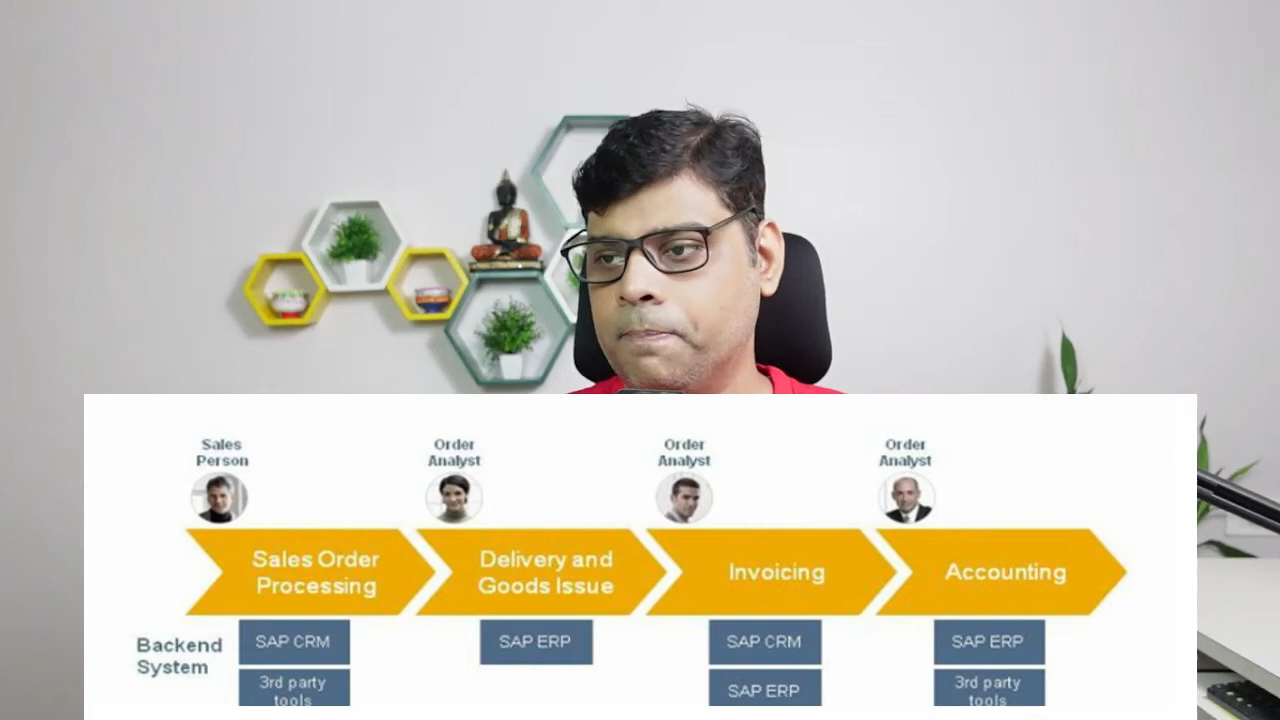 Sales
Person
Order
Analyst
Order
Analyst
Order
Analyst
Sales Order
Processing
Delivery and
Goods Issue
Invoicing
Accounting
Backend
System
SAP CRM
3rd party
tools
SAP ERP
SAP CRM
SAP ERP
SAP ERP
3rd party
tools